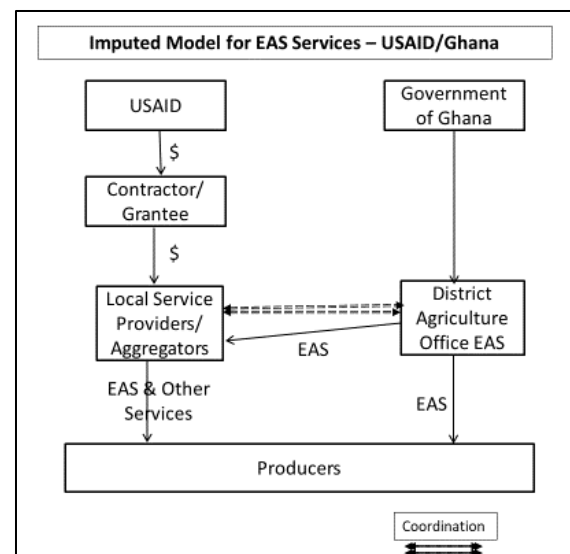 Imputed Model for EAS Services – USAID/Ghana
USAID
Government
of Ghana
$
Contractor/
Grantee
$
Local Service
Providers/
Aggregators
District
Agriculture
Office EAS
EAS
EAS & Other
Services
EAS
Producers
Coordination